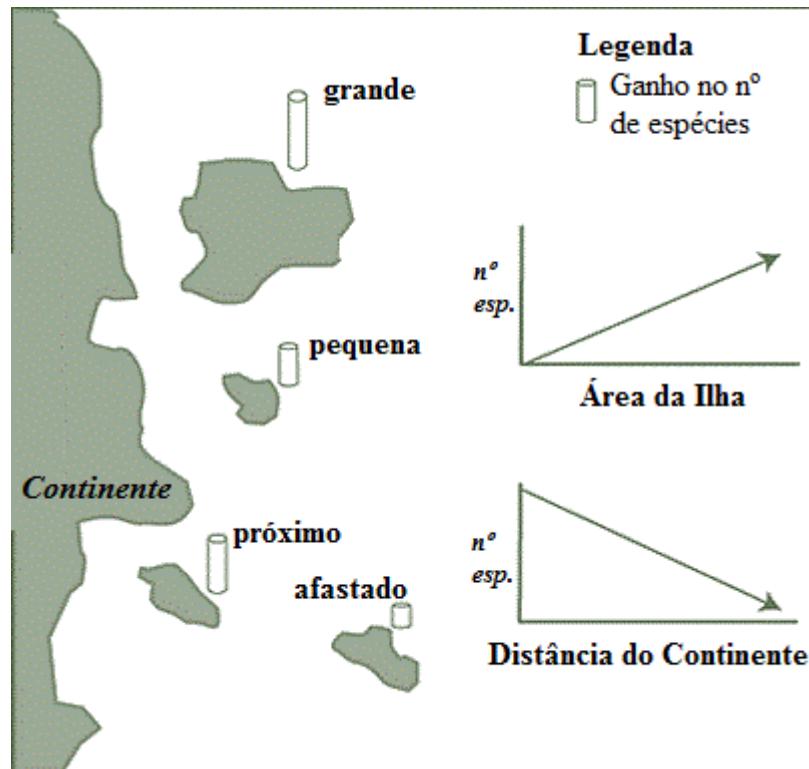 Legenda
Ganho no nº
de espécies
grande
pequena
Continente
próximo
afastado
nº
esp.
Área da Ilha
nº
esp.
Distância do Continente